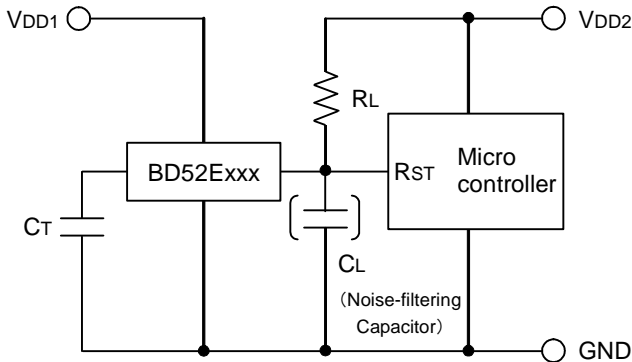 VDD1
VDD2
RL
BD52Exxx
RST
Micro
controller
CT
CL
（Noise-filtering
Capacitor）
GND